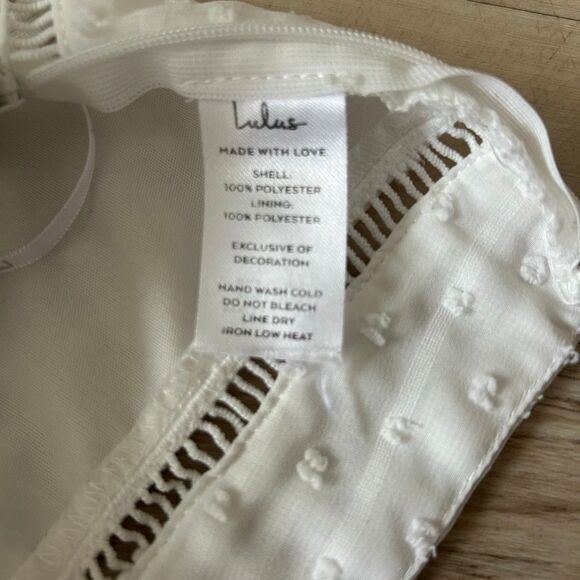 Lulus
MADE WITH LOVE
SHELL:
100% POLYESTER
LINING:
100% POLYESTER
EXCLUSIVE OF
DECORATION
HAND WASH COLD
DO NOT BLEACH
LINE DRY
IRON LOW HEAT